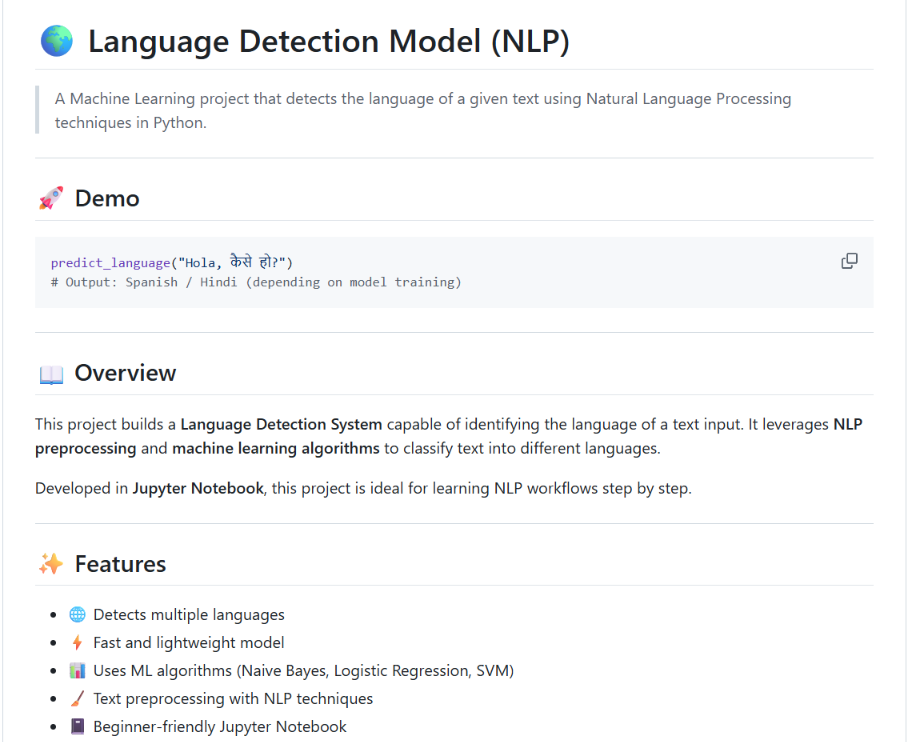 🌍 Language Detection Model (NLP)
A Machine Learning project that detects the language of a given text using Natural Language Processing
techniques in Python.
🚀 Demo
predict_language("Hola, कैसे हो?")
# Output: Spanish / Hindi (depending on model training)
📖 Overview
This project builds a Language Detection System capable of identifying the language of a text input. It leverages NLP
preprocessing and machine learning algorithms to classify text into different languages.
Developed in Jupyter Notebook, this project is ideal for learning NLP workflows step by step.
✨ Features
• 🌐 Detects multiple languages
• ⚡ Fast and lightweight model
• 📊 Uses ML algorithms (Naive Bayes, Logistic Regression, SVM)
• 🧹 Text preprocessing with NLP techniques
• 📓 Beginner-friendly Jupyter Notebook